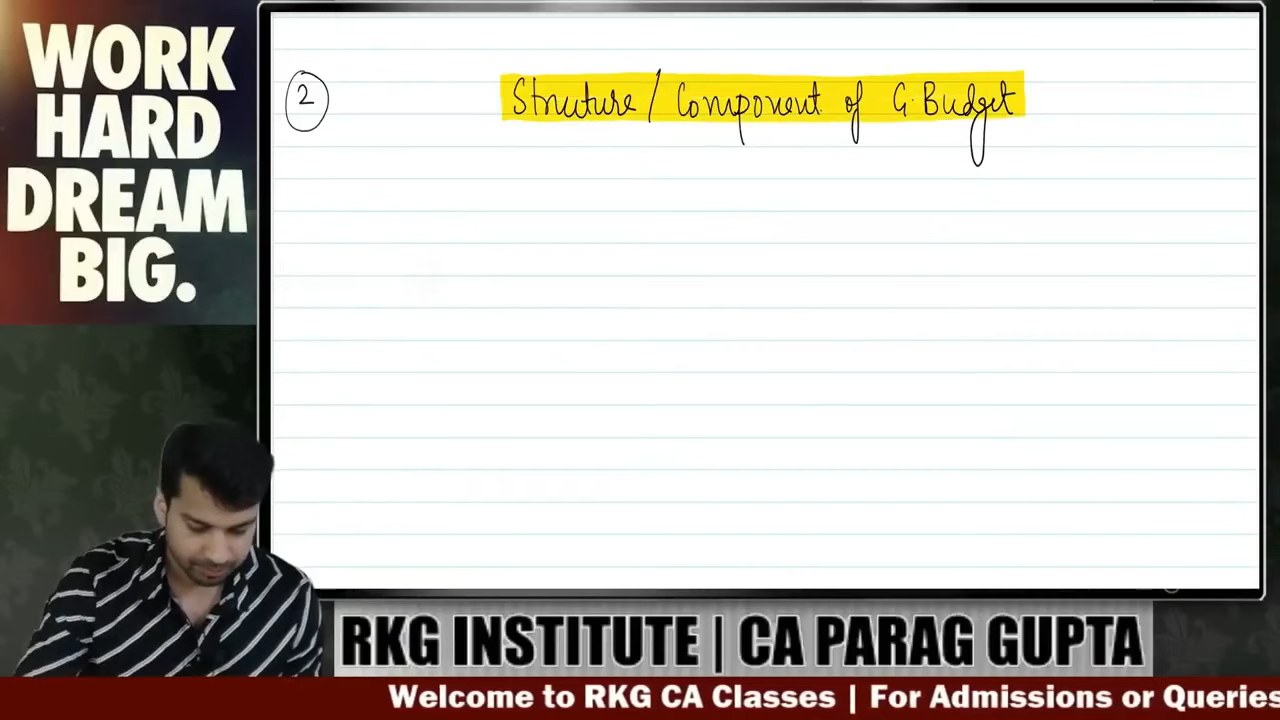 WORK
HARD
DREAM
BIG.
2
Structure / Component of G. Budget
RKG INSTITUTE | CA PARAG GUPTA
Welcome to RKG CA Classes | For Admissions or Queries